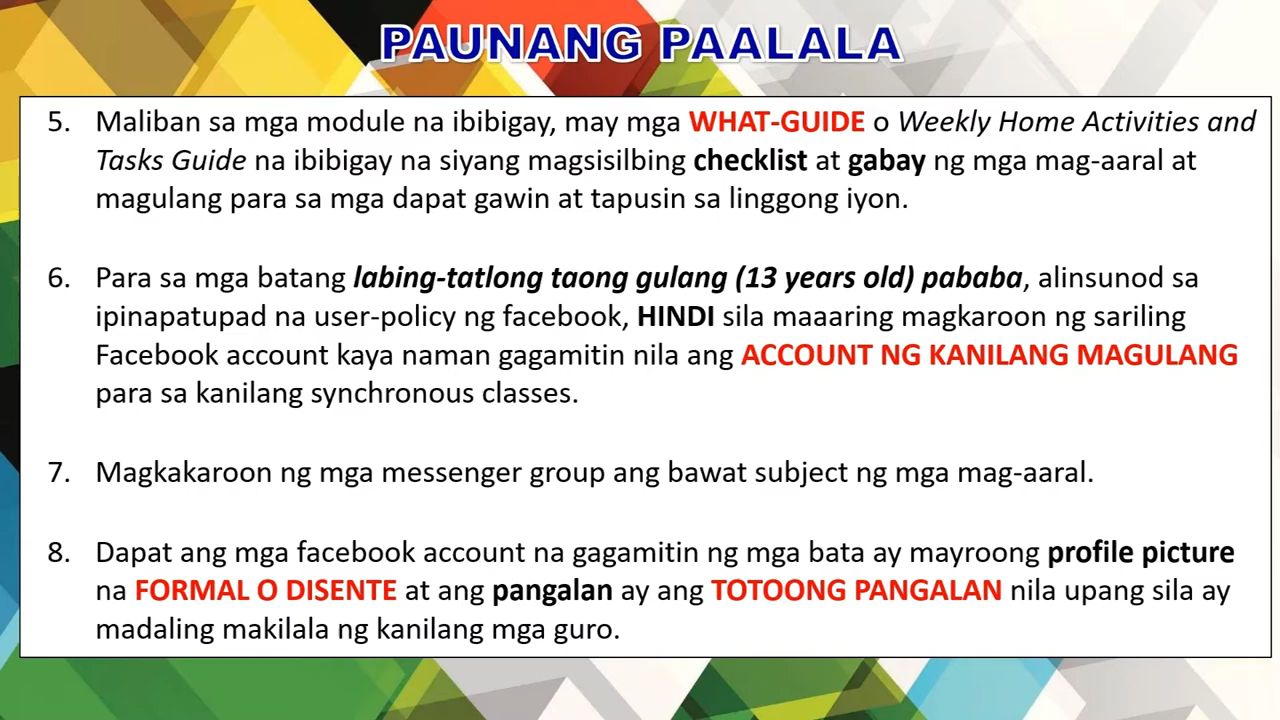 PAUNANG PAALALA
5. Maliban sa mga module na ibibigay, may mga WHAT-GUIDE o Weekly Home Activities and
Tasks Guide na ibibigay na siyang magsisilbing checklist at gabay ng mga mag-aaral at
magulang para sa mga dapat gawin at tapusin sa linggong iyon.
6. Para sa mga batang labing-tatlong taong gulang (13 years old) pababa, alinsunod sa
ipinapatupad na user-policy ng facebook, HINDI sila maaaring magkaroon ng sariling
Facebook account kaya naman gagamitin nila ang ACCOUNT NG KANILANG MAGULANG
para sa kanilang synchronous classes.
7. Magkakaroon ng mga messenger group ang bawat subject ng mga mag-aaral.
8. Dapat ang mga facebook account na gagamitin ng mga bata ay mayroong profile picture
na FORMAL O DISENTE at ang pangalan ay ang TOTOONG PANGALAN nila upang sila ay
madaling makilala ng kanilang mga guro.